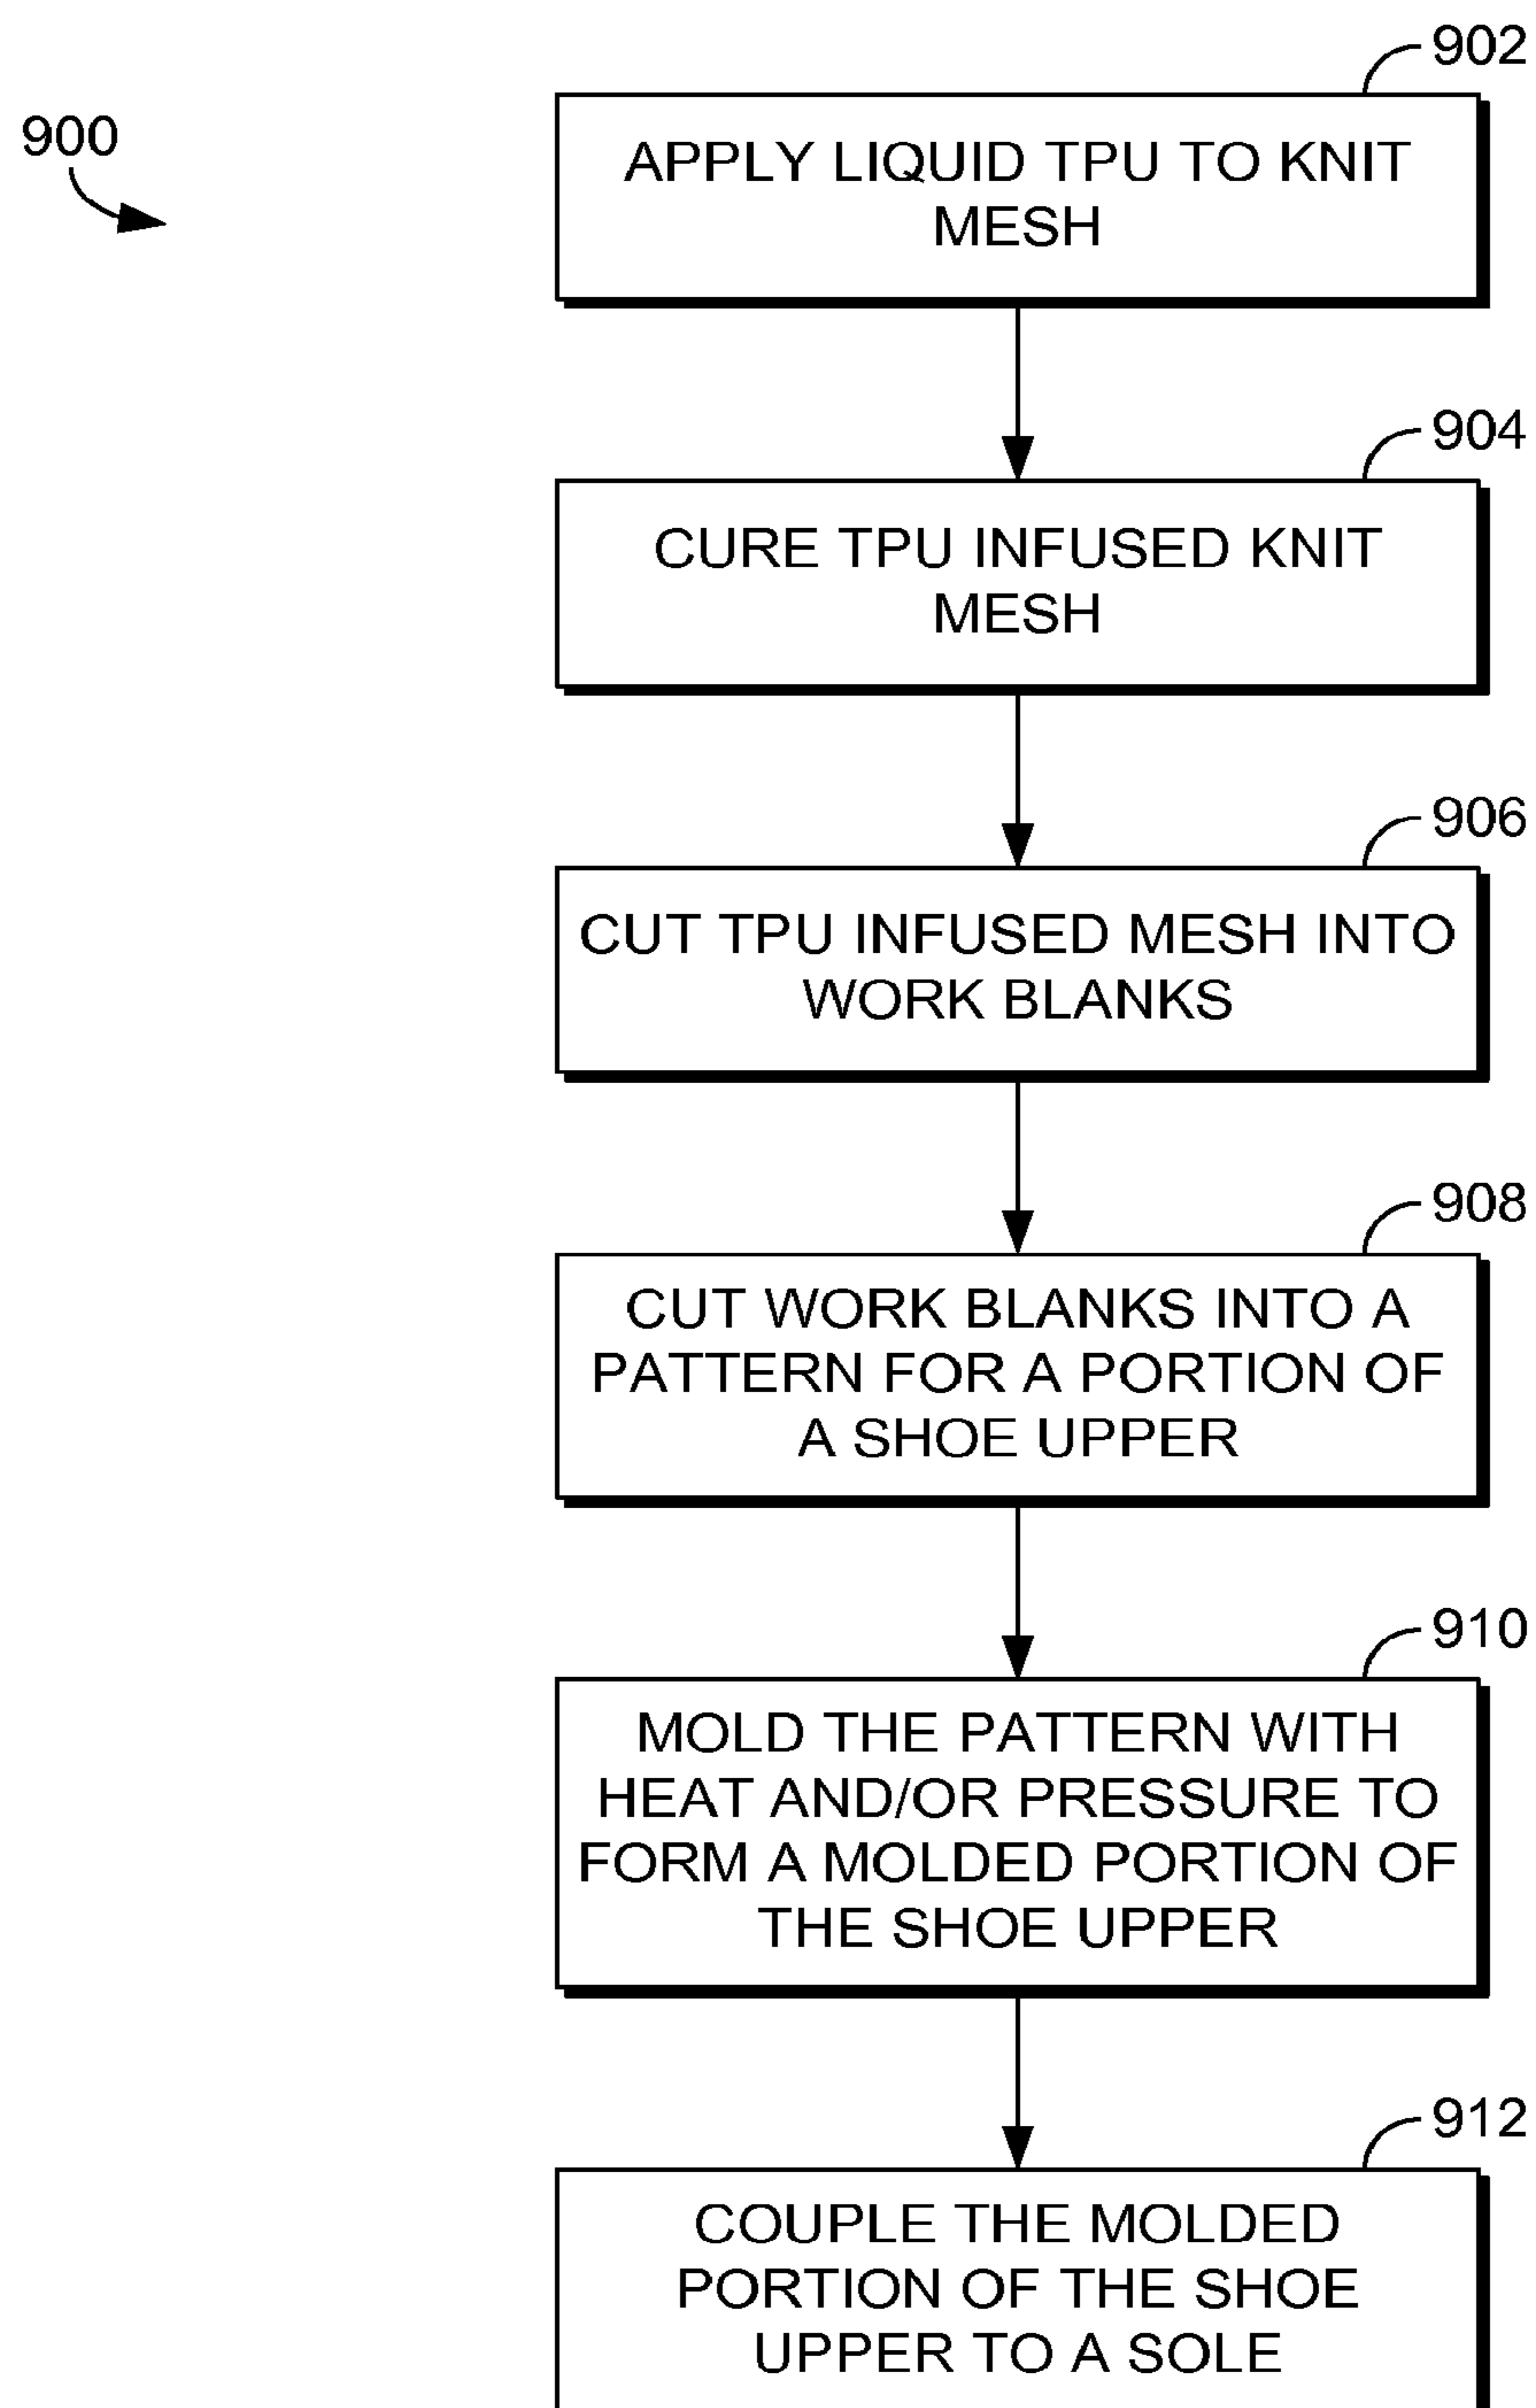 900
902
APPLY LIQUID TPU TO KNIT
MESH
904
CURE TPU INFUSED KNIT
MESH
906
CUT TPU INFUSED MESH INTO
WORK BLANKS
908
CUT WORK BLANKS INTO A
PATTERN FOR A PORTION OF
A SHOE UPPER
910
MOLD THE PATTERN WITH
HEAT AND/OR PRESSURE TO
FORM A MOLDED PORTION OF
THE SHOE UPPER
912
COUPLE THE MOLDED
PORTION OF THE SHOE
UPPER TO A SOLE